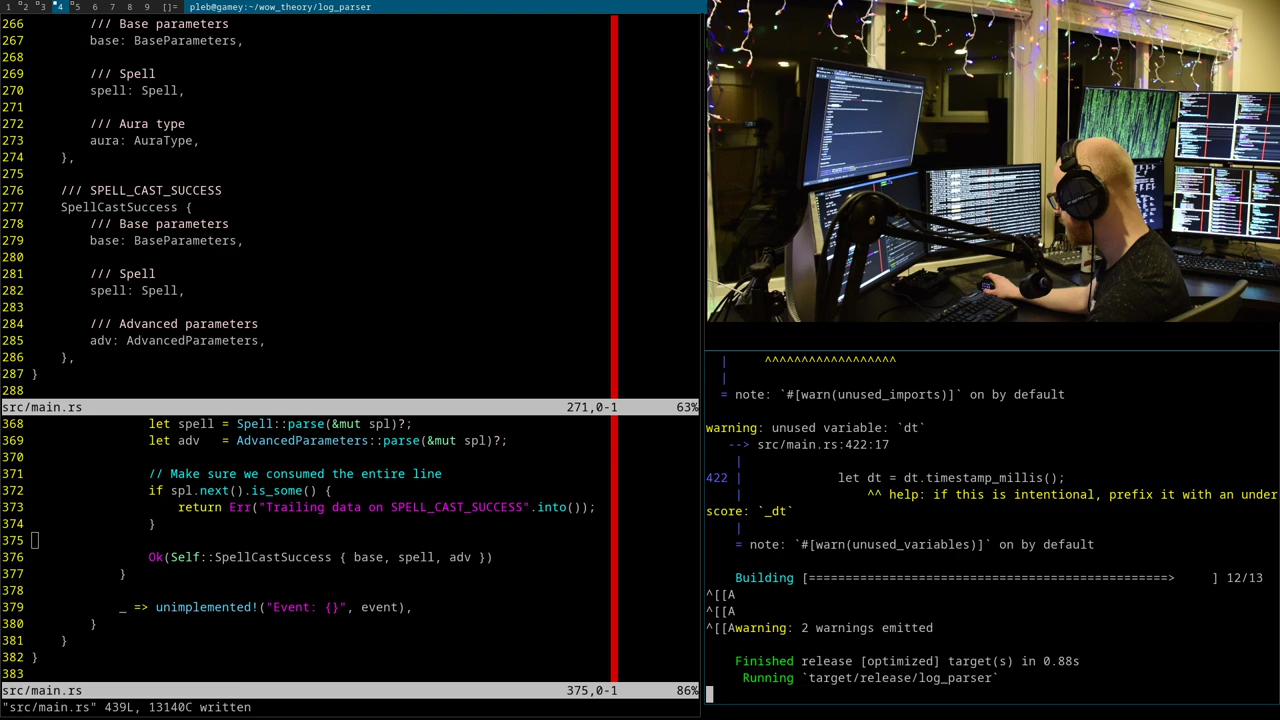 1 2 3 4 5 6 7 8 9 []= pleb@gamey:~/wow_theory/log_parser
266 /// Base parameters
267 base: BaseParameters,
268
269 /// Spell
270 spell: Spell,
271
272 /// Aura type
273 aura: AuraType,
274 },
275
276 /// SPELL_CAST_SUCCESS
277 SpellCastSuccess {
278 /// Base parameters
279 base: BaseParameters,
280
281 /// Spell
282 spell: Spell,
283
284 /// Advanced parameters
285 adv: AdvancedParameters,
286 },
287 }
288
src/main.rs 271,0-1 63%
368 let spell = Spell::parse(&mut spl)?;
369 let adv = AdvancedParameters::parse(&mut spl)?;
370
371 // Make sure we consumed the entire line
372 if spl.next().is_some() {
373 return Err("Trailing data on SPELL_CAST_SUCCESS".into());
374 }
375
376 Ok(Self::SpellCastSuccess { base, spell, adv })
377 }
378
379 _ => unimplemented!("Event: {}", event),
380 }
381 }
382 }
383
src/main.rs 375,0-1 86%
"src/main.rs" 439L, 13140C written
| ^^^^^^^^^^^^^^^^^^
|
= note: `#[warn(unused_imports)]` on by default
warning: unused variable: `dt`
--> src/main.rs:422:17
|
422 | let dt = dt.timestamp_millis();
| ^^ help: if this is intentional, prefix it with an under
score: `_dt`
|
= note: `#[warn(unused_variables)]` on by default
Building [=================================================> ] 12/13
^[[A
^[[A
^[[Awarning: 2 warnings emitted
Finished release [optimized] target(s) in 0.88s
Running `target/release/log_parser`